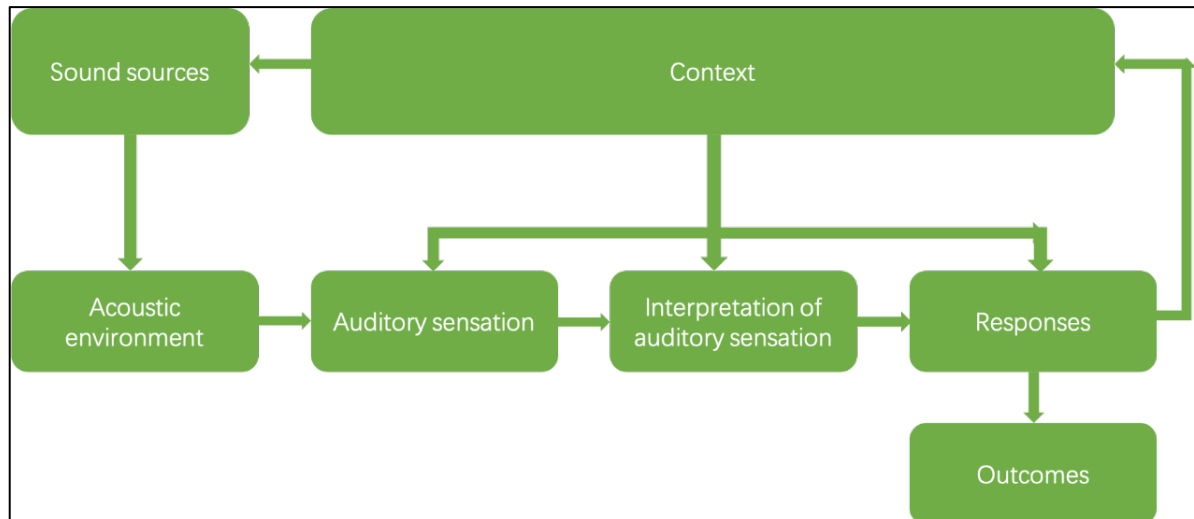 Sound sources
Context
Acoustic
environment
Auditory sensation
Interpretation of
auditory sensation
Responses
Outcomes